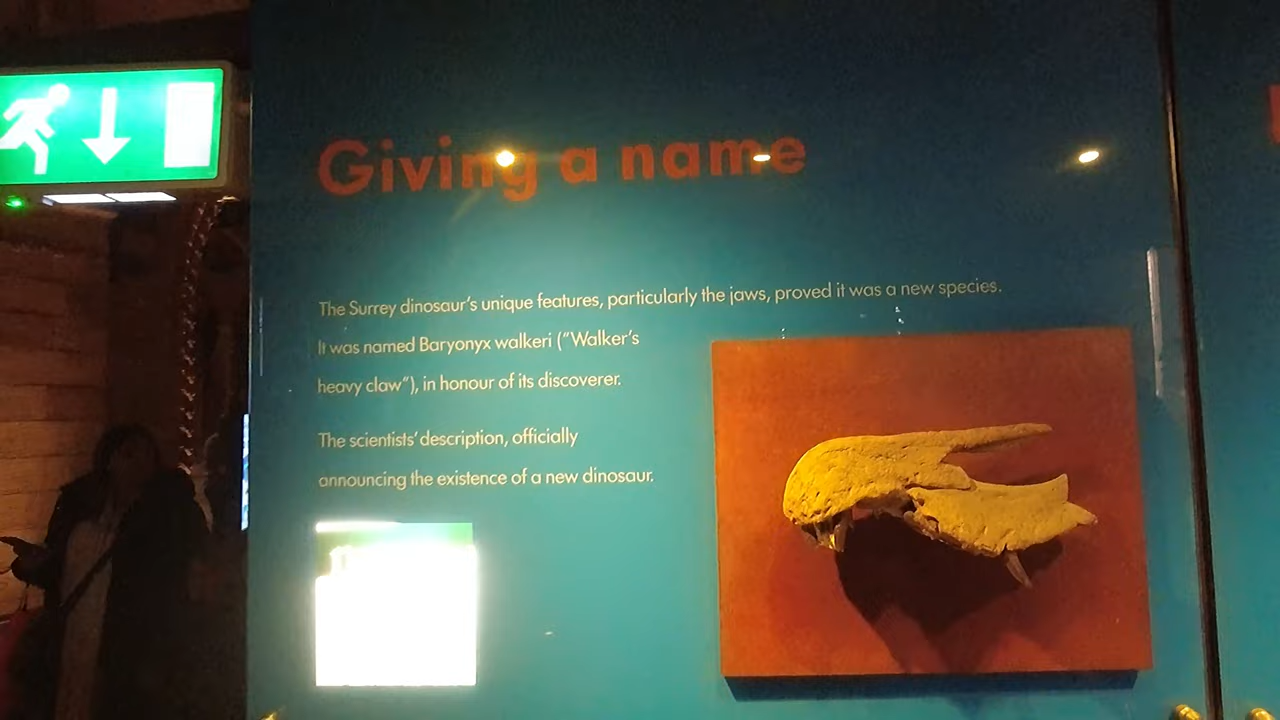 Giving a name
The Surrey dinosaur's unique features, particularly the jaws, proved it was a new species.
It was named Baryonyx walkeri ("Walker's
heavy claw"), in honour of its discoverer.
The scientists' description, officially
announcing the existence of a new dinosaur.